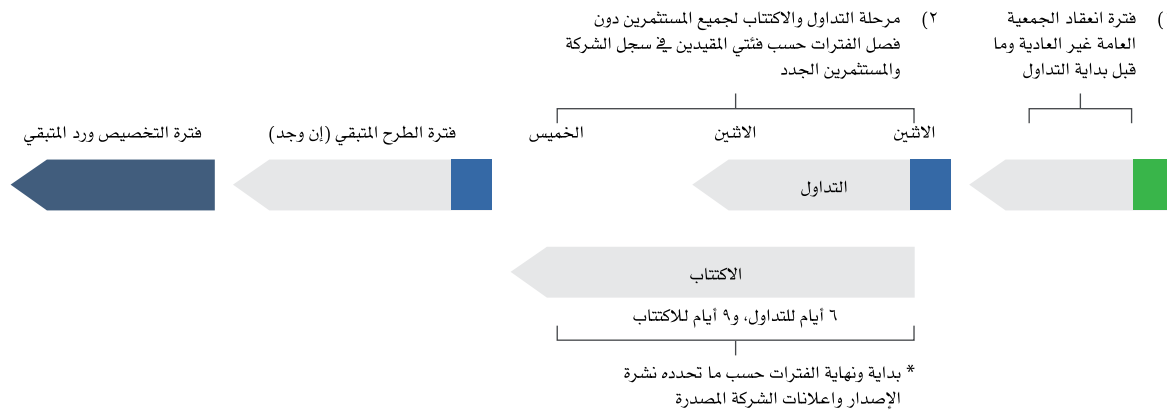 ) فترة انعقاد الجمعية
العامة غير العادية وما
قبل بداية التداول
٢) مرحلة التداول والاكتتاب لجميع المستثمرين دون
فصل الفترات حسب فئتي المقيدين في سجل الشركة
والمستثمرين الجدد
الاثنين
الاثنين
الخميس
فترة الطرح المتبقي (إن وجد)
فترة التخصيص ورد المتبقي
التداول
الاكتتاب
٦ أيام للتداول، و٩ أيام للاكتتاب
* بداية ونهاية الفترات حسب ما تحدده نشرة
الإصدار واعلانات الشركة المصدرة